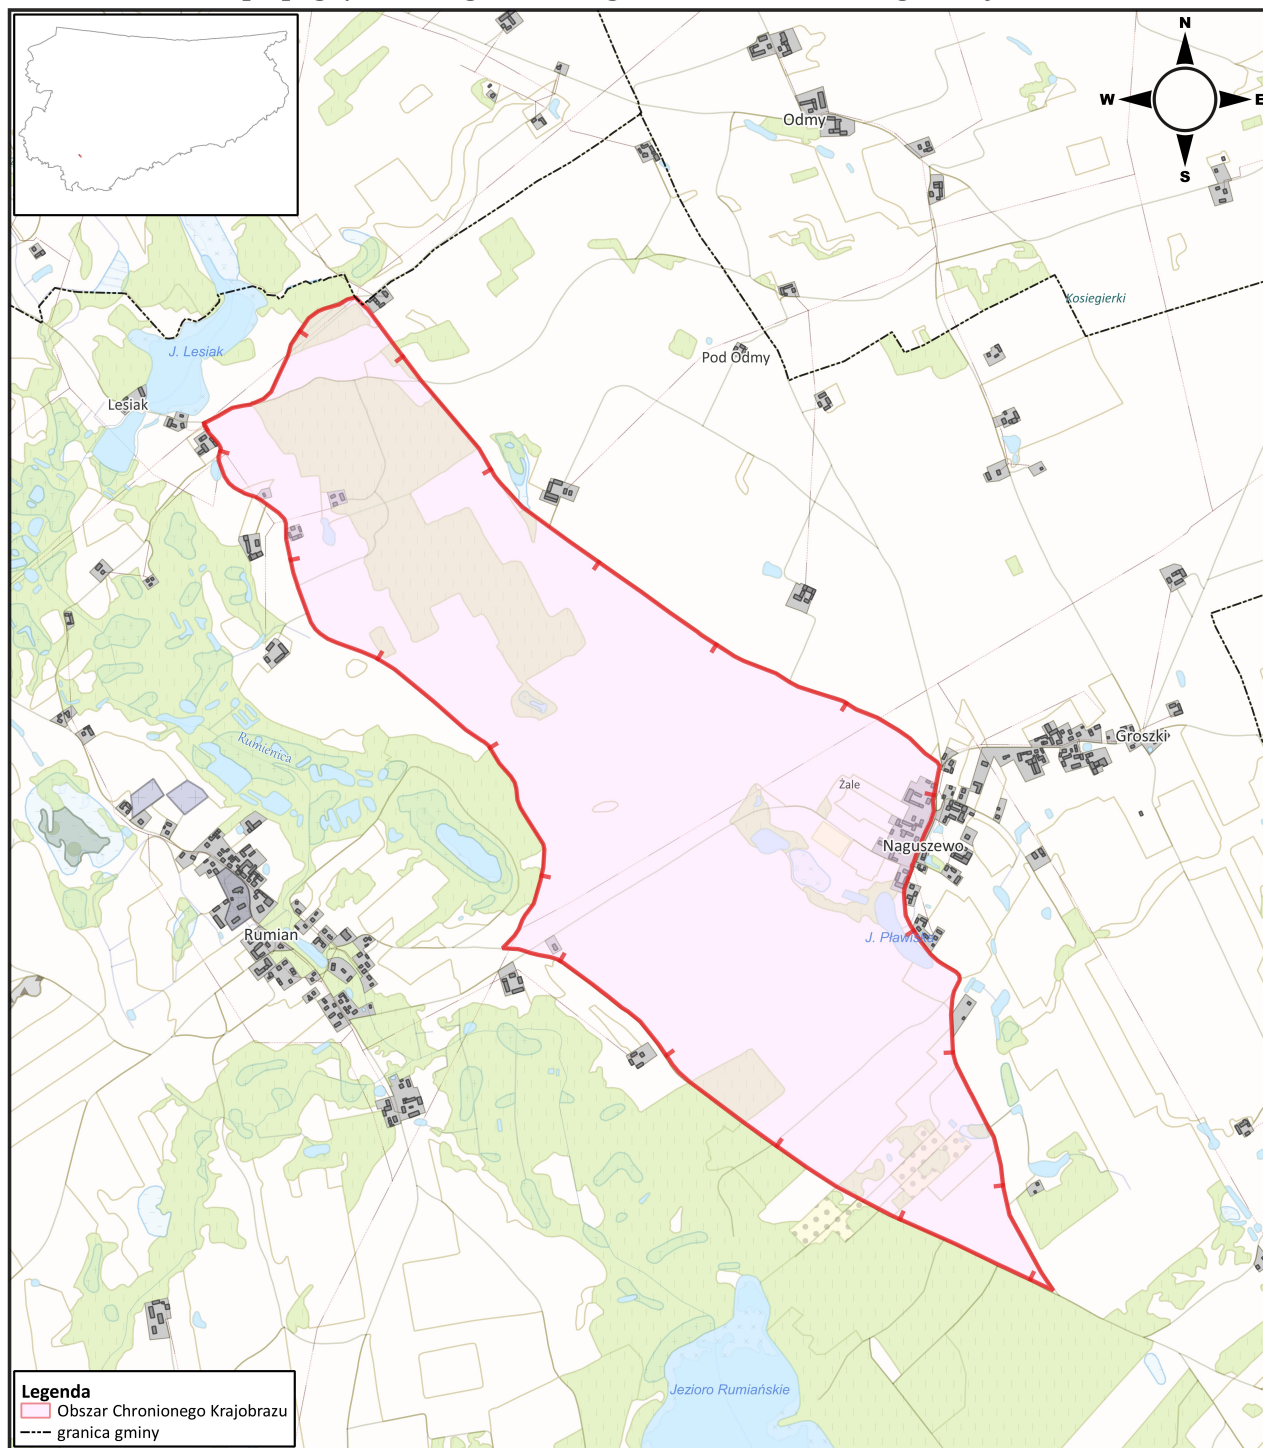 N
W
E
S
Odmy
Kosiegierki
J. Lesiak
Pod Odmy
Lesiak
Rumienica
Groszki
Żale
Naguszewo
Rumian
Jezioro Rumiańskie
Legenda
Obszar Chronionego Krajobrazu
granica gminy